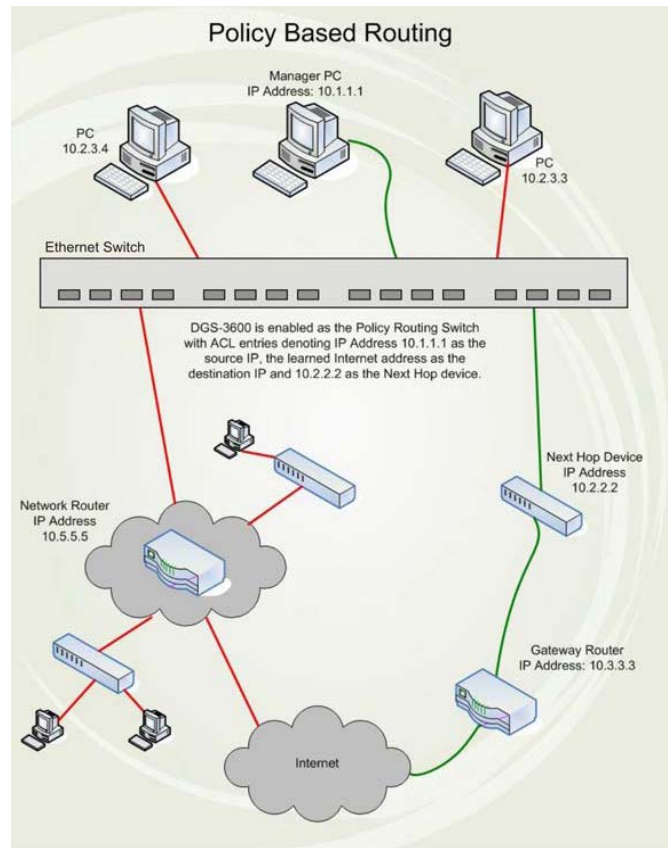 Policy Based Routing
Manager PC
IP Address: 10.1.1.1
PC
10.2.3.4
PC
10.2.3.3
Ethernet Switch
DGS-3600 is enabled as the Policy Routing Switch
with ACL entries denoting IP Address 10.1.1.1 as the
source IP, the learned Internet address as the
destination IP and 10.2.2.2 as the Next Hop device.
Next Hop Device
IP Address
10.2.2.2
Network Router
IP Address
10.5.5.5
Gateway Router
IP Address: 10.3.3.3
Internet